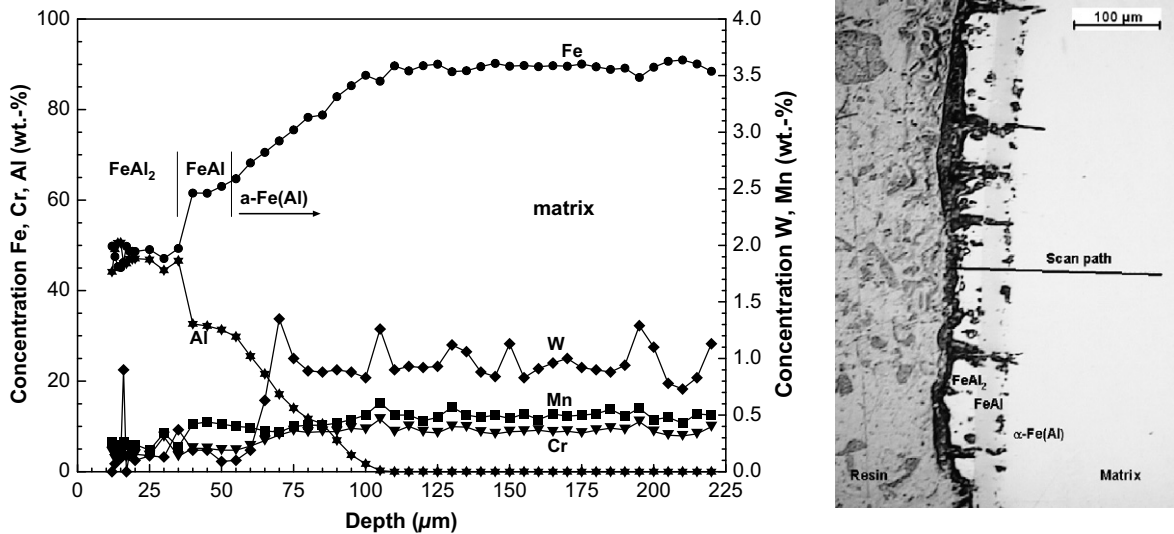 100
80
60
40
20
0
Concentration Fe, Cr, Al (wt.-%)
4.0
3.5
3.0
2.5
2.0
1.5
1.0
0.5
0.0
Concentration W, Mn (wt.-%)
0 25 50 75 100 125 150 175 200 225
Depth (µm)
Fe
FeAl₂
FeAl
a-Fe(Al)
matrix
Al
W
Mn
Cr
100 µm
Scan path
FeAl₂
FeAl
α-Fe(Al)
Resin
Matrix